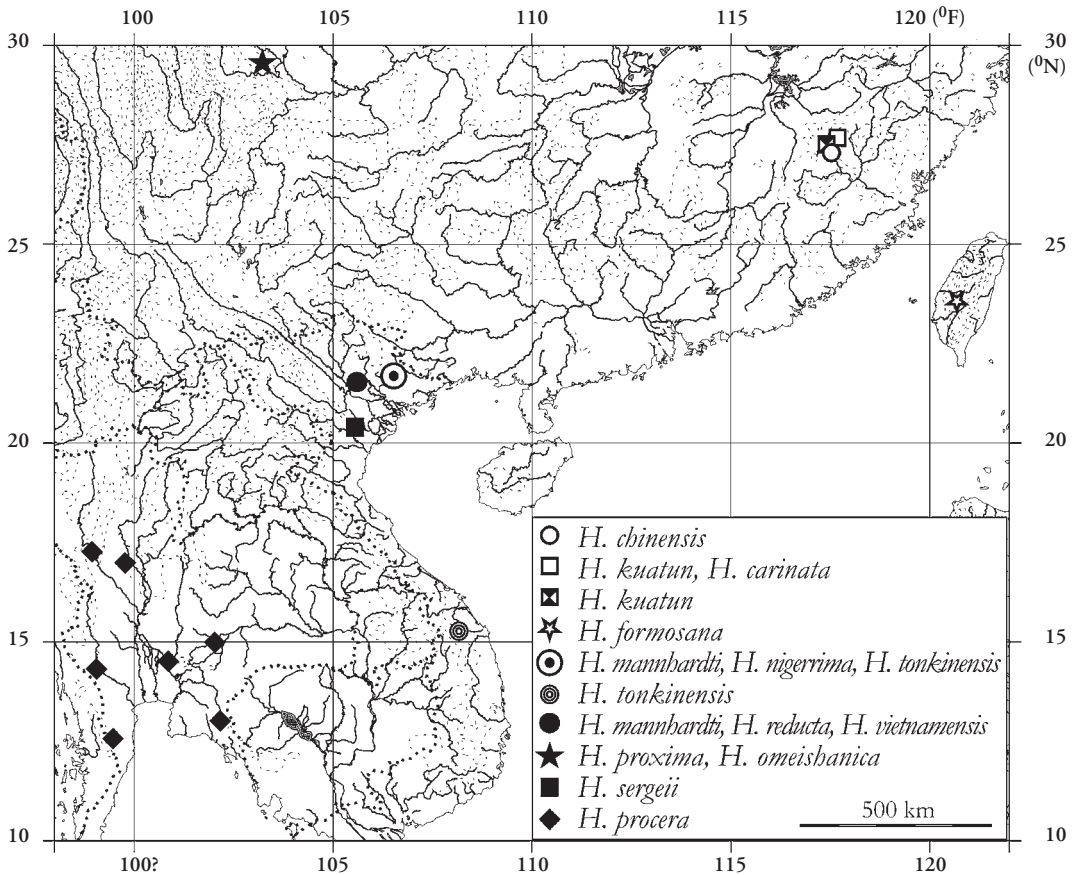 100 105 110 115 120 (⁰F)
30 30
(⁰N)
25 25
20 20
15 15
10 10
H. chinensis
H. kuatun, H. carinata
H. kuatun
H. formosana
H. mannhardti, H. nigerrima, H. tonkinensis
H. tonkinensis
H. mannhardti, H. reducta, H. vietnamensis
H. proxima, H. omeishanica
H. sergeii
H. procera
500 km
100? 105 110 115 120